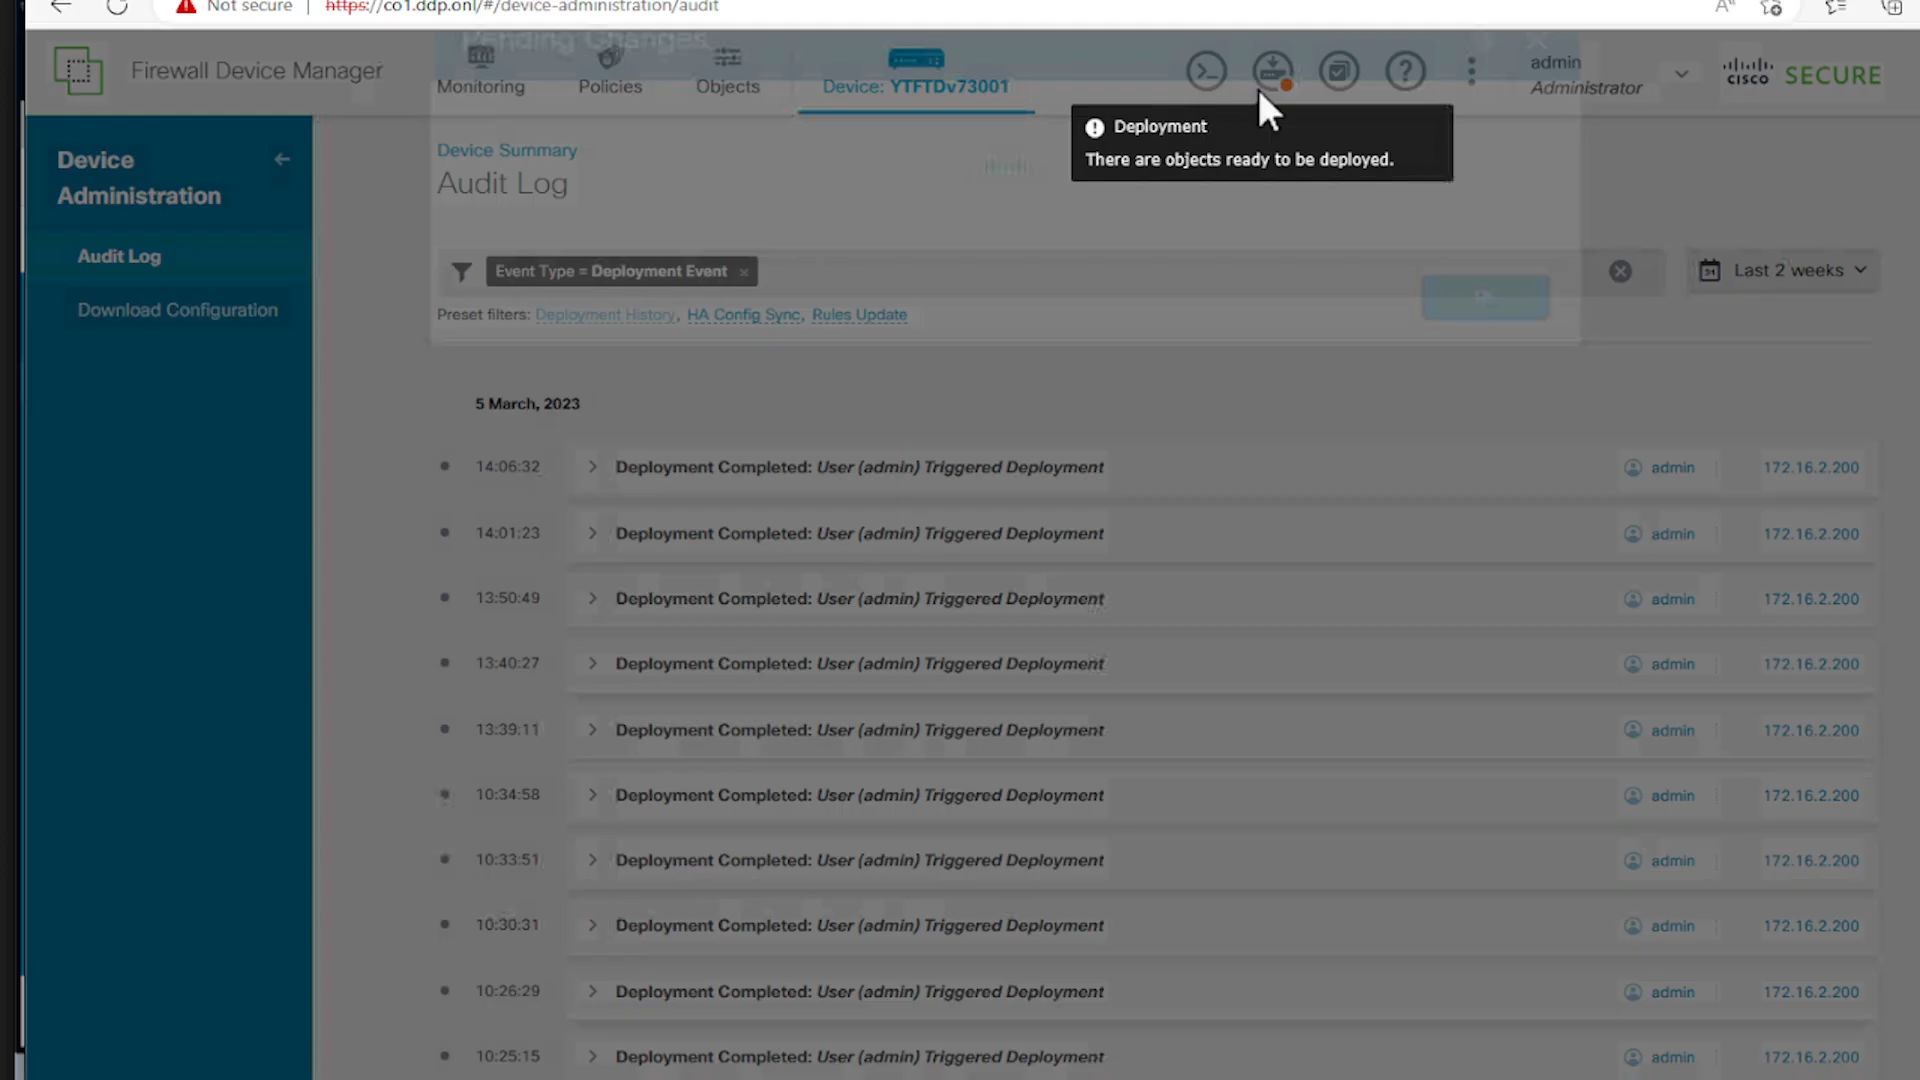 Not secure | https://co1.ddp.onl/#/device-administration/audit
Pending Changes
Firewall Device Manager
Monitoring
Policies
Objects
Device: YTFTDv73001
admin
Administrator
CISCO SECURE
Deployment
There are objects ready to be deployed.
Device Administration
Audit Log
Download Configuration
Device Summary
Audit Log
Event Type = Deployment Event ×
Last 2 weeks
Preset filters: Deployment History, HA Config Sync, Rules Update
5 March, 2023
14:06:32 Deployment Completed: User (admin) Triggered Deployment admin 172.16.2.200
14:01:23 Deployment Completed: User (admin) Triggered Deployment admin 172.16.2.200
13:50:49 Deployment Completed: User (admin) Triggered Deployment admin 172.16.2.200
13:40:27 Deployment Completed: User (admin) Triggered Deployment admin 172.16.2.200
13:39:11 Deployment Completed: User (admin) Triggered Deployment admin 172.16.2.200
10:34:58 Deployment Completed: User (admin) Triggered Deployment admin 172.16.2.200
10:33:51 Deployment Completed: User (admin) Triggered Deployment admin 172.16.2.200
10:30:31 Deployment Completed: User (admin) Triggered Deployment admin 172.16.2.200
10:26:29 Deployment Completed: User (admin) Triggered Deployment admin 172.16.2.200
10:25:15 Deployment Completed: User (admin) Triggered Deployment admin 172.16.2.200